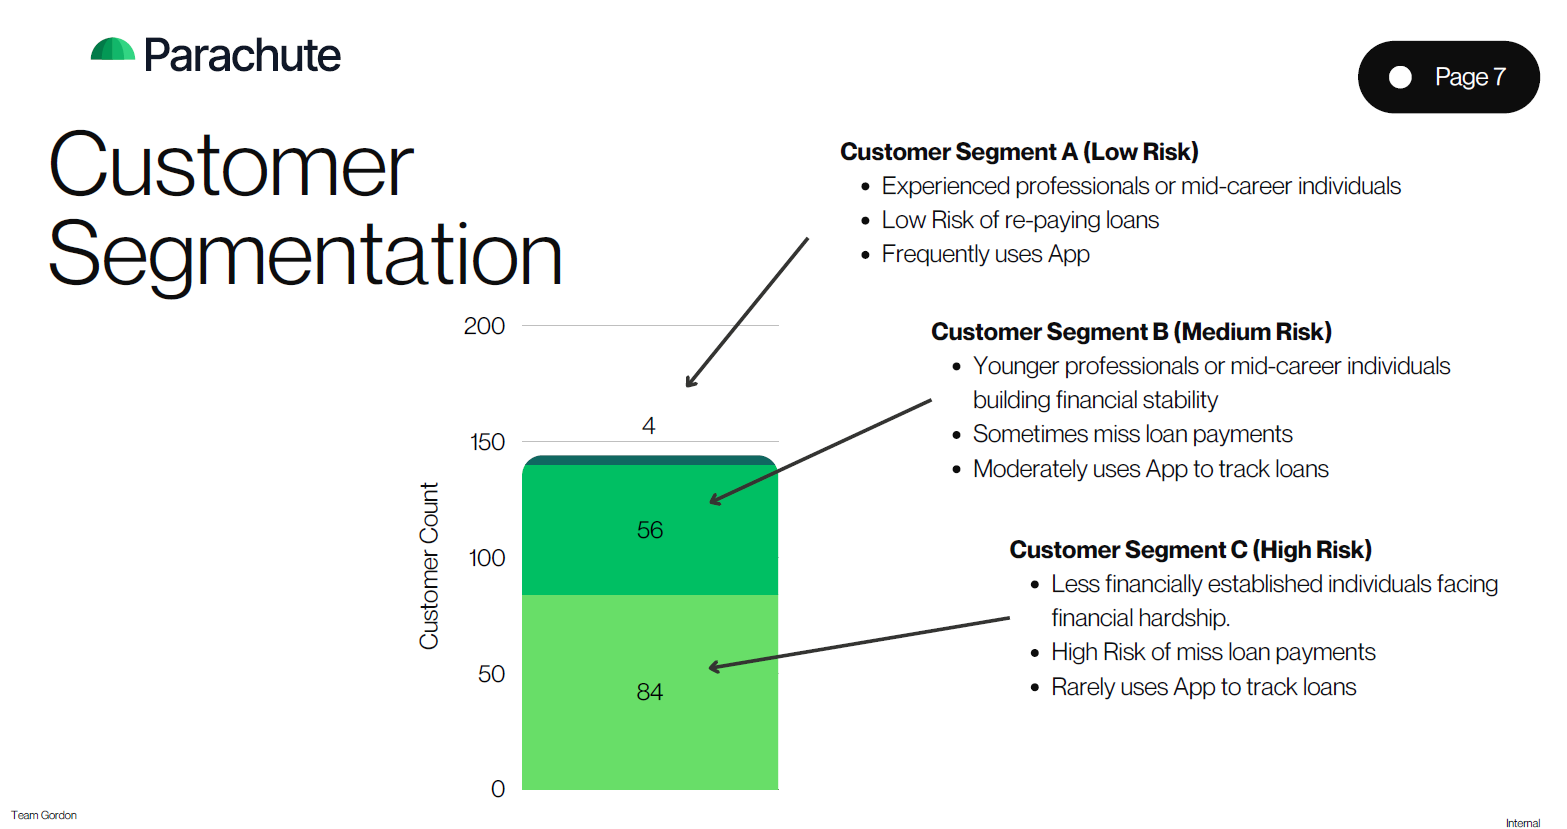 Parachute
Page 7
Customer
Segmentation
Customer Segment A (Low Risk)
• Experienced professionals or mid-career individuals
• Low Risk of re-paying loans
• Frequently uses App
Customer Segment B (Medium Risk)
• Younger professionals or mid-career individuals
building financial stability
• Sometimes miss loan payments
• Moderately uses App to track loans
Customer Segment C (High Risk)
• Less financially established individuals facing
financial hardship.
• High Risk of miss loan payments
• Rarely uses App to track loans
Customer Count
200
150
100
50
0
4
56
84
Team Gordon
Internal